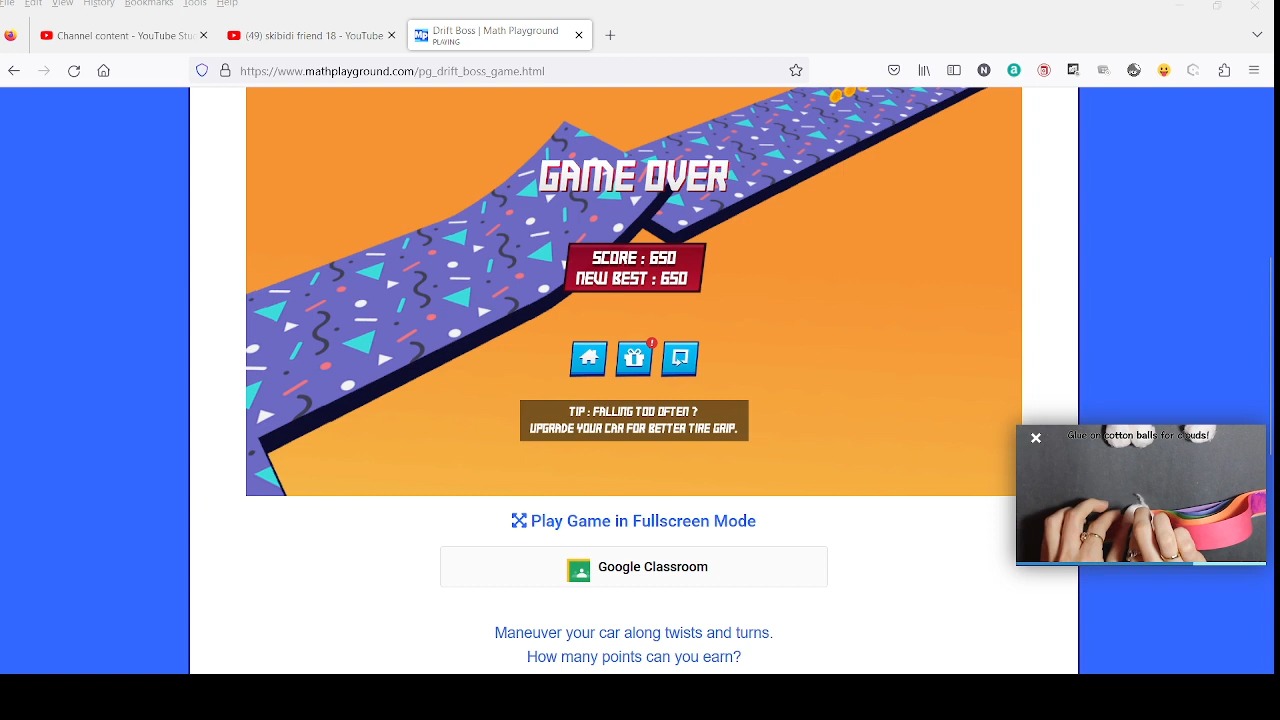 File Edit View History Bookmarks Tools Help
Channel content - YouTube Stu
(49) skibidi friend 18 - YouTube
Mp Drift Boss | Math Playground
PLAYING
https://www.mathplayground.com/pg_drift_boss_game.html
GAME OVER
SCORE : 650
NEW BEST : 650
TIP : FALLING TOO OFTEN ?
UPGRADE YOUR CAR FOR BETTER TIRE GRIP.
Glue on cotton balls for clouds!
Play Game in Fullscreen Mode
Google Classroom
Maneuver your car along twists and turns.
How many points can you earn?